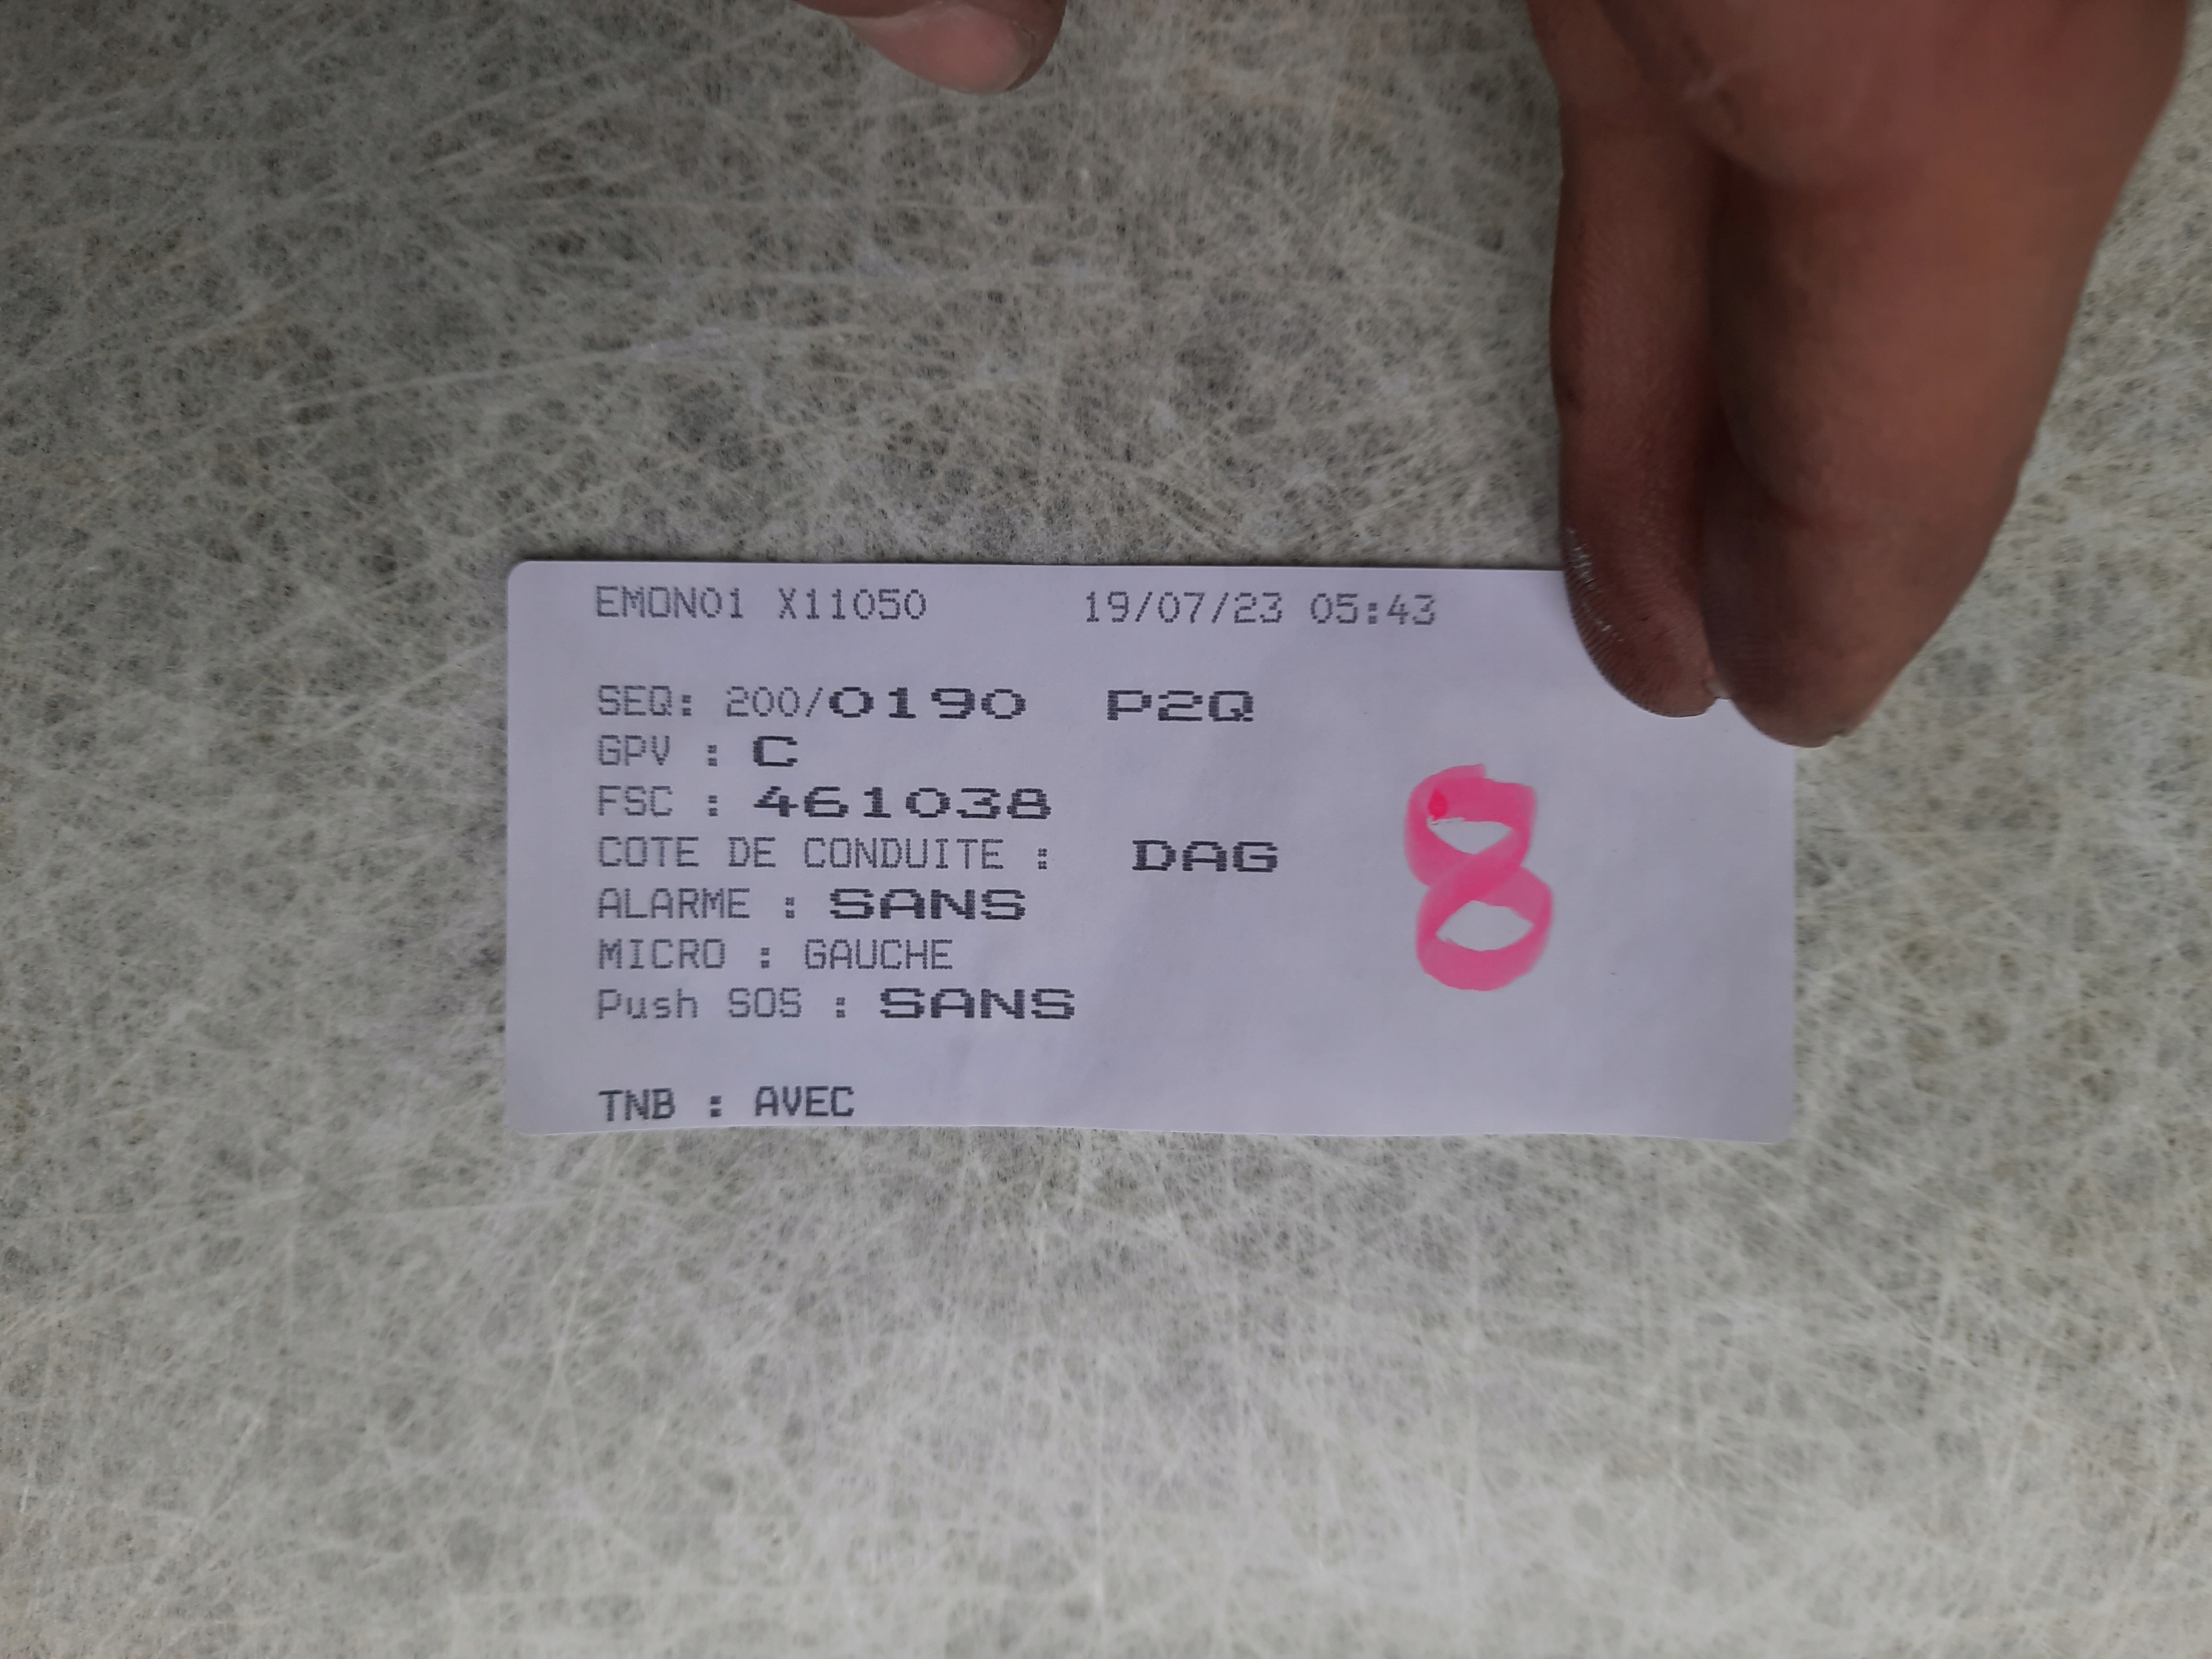 EMON01 X11050 19/07/23 05:43
SEQ: 200/0190 P2Q
GPV : C
FSC : 461038
COTE DE CONDUITE : DAG
ALARME : SANS
MICRO : GAUCHE
Push SOS : SANS
TNB : AVEC
8